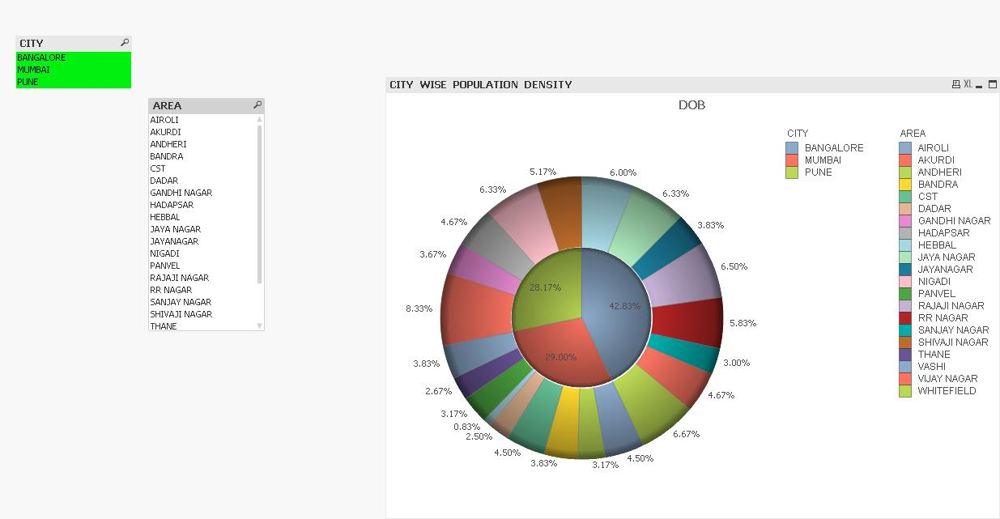 CITY
BANGALORE
MUMBAI
PUNE
AREA
AIROLI
AKURDI
ANDHERI
BANDRA
CST
DADAR
GANDHI NAGAR
HADAPSAR
HEBBAL
JAYA NAGAR
JAYANAGAR
NIGADI
PANVEL
RAJAJI NAGAR
RR NAGAR
SANJAY NAGAR
SHIVAJI NAGAR
THANE
CITY WISE POPULATION DENSITY
XL
DOB
CITY
BANGALORE
MUMBAI
PUNE
AREA
AIROLI
AKURDI
ANDHERI
BANDRA
CST
DADAR
GANDHI NAGAR
HADAPSAR
HEBBAL
JAYA NAGAR
JAYANAGAR
NIGADI
PANVEL
RAJAJI NAGAR
RR NAGAR
SANJAY NAGAR
SHIVAJI NAGAR
THANE
VASHI
VIJAY NAGAR
WHITEFIELD
6.00%
6.33%
3.83%
6.50%
5.83%
3.00%
4.67%
6.67%
4.50%
3.17%
3.83%
4.50%
2.50%
0.83%
3.17%
2.67%
3.83%
8.33%
3.67%
4.67%
6.33%
5.17%
42.83%
29.00%
28.17%